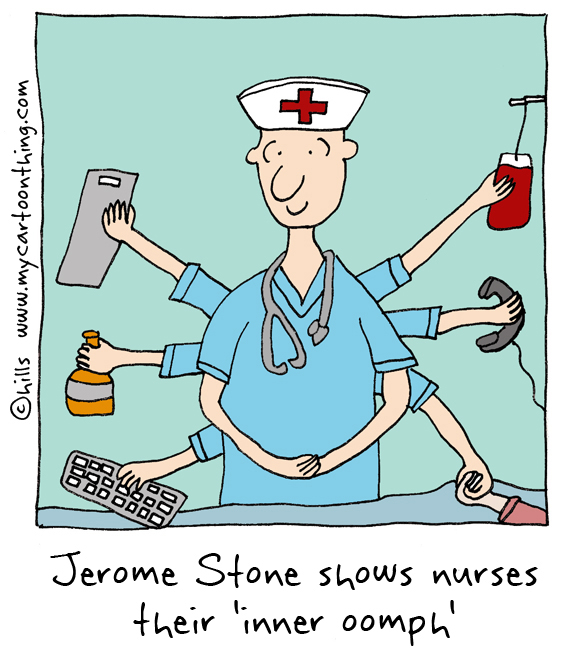 ©hills www.mycartoonthing.com
Jerome Stone shows nurses
their 'inner oomph'